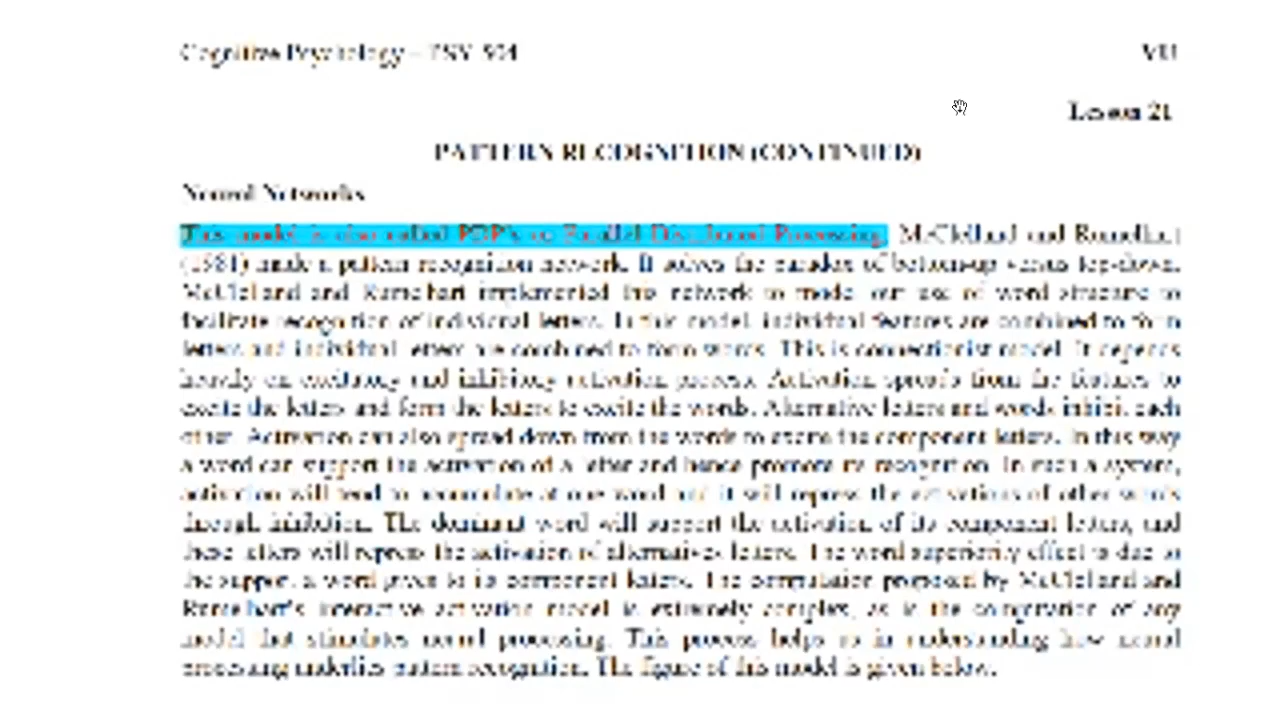 Cognitive Psychology – PSY 504 VU
Lesson 21
PATTERN RECOGNITION (CONTINUED)
Neural Networks
This model is also called PDP's or Parallel Distributed Processing. McClelland and Rumelhart
(1981) made a pattern recognition network. It solves the paradox of bottom-up versus top-down.
McClelland and Rumelhart implemented this network to model our use of word structure to
facilitate recognition of individual letters. In this model, individual features are combined to form
letters and individual letters are combined to form words. This is connectionist model. It depends
heavily on excitatory and inhibitory activation process. Activation spreads from the features to
excite the letters and form the letters to excite the words. Alternative letters and words inhibit each
other. Activation can also spread down from the words to excite the component letters. In this way
a word can support the activation of a letter and hence promote its recognition. In such a system,
activation will tend to accumulate at one word and it will repress the activations of other words
through inhibition. The dominant word will support the activation of its component letters, and
these letters will repress the activation of alternatives letters. The word superiority effect is due to
the support a word gives to its component letters. The computation proposed by McClelland and
Rumelhart's interactive activation model is extremely complex, as is the computation of any
model that stimulates neural processing. This process helps us in understanding how neural
processing underlies pattern recognition. The figure of this model is given below.